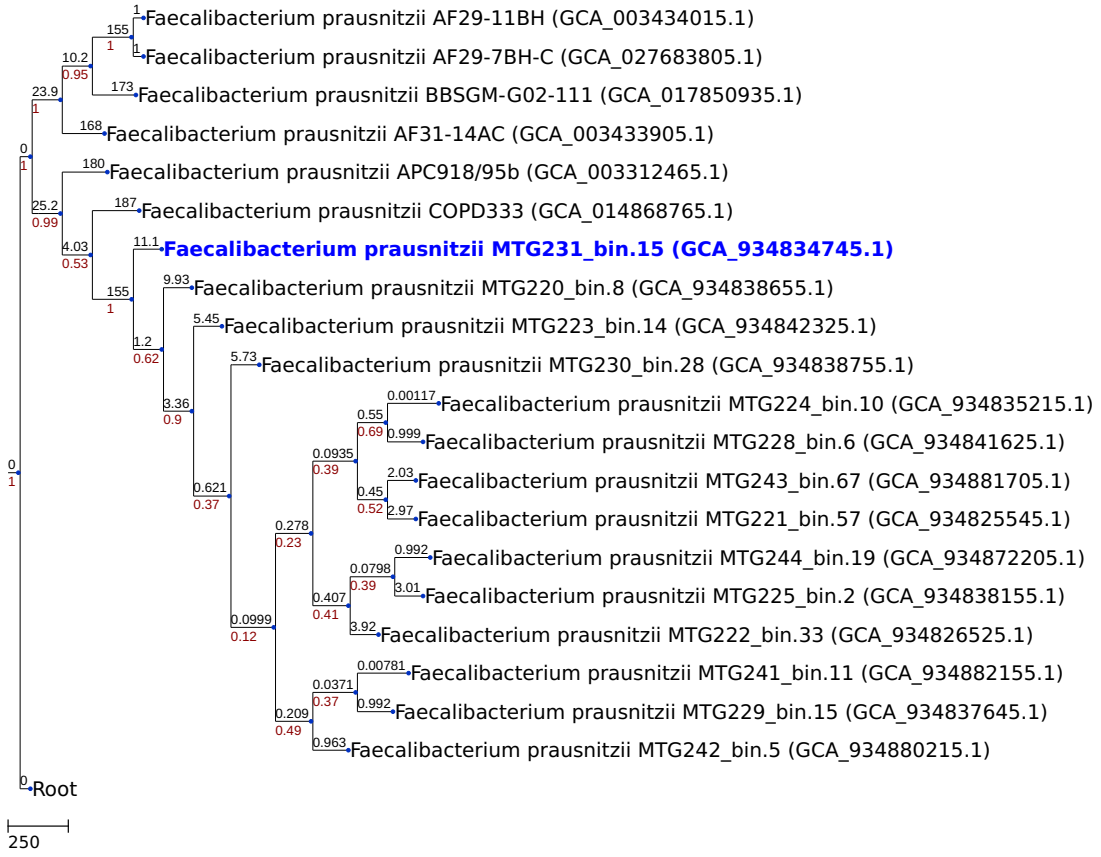 1
Faecalibacterium prausnitzii AF29-11BH (GCA_003434015.1)
155
1
1
Faecalibacterium prausnitzii AF29-7BH-C (GCA_027683805.1)
10.2
0.95
173
Faecalibacterium prausnitzii BBSGM-G02-111 (GCA_017850935.1)
23.9
1
168
Faecalibacterium prausnitzii AF31-14AC (GCA_003433905.1)
0
1
180
Faecalibacterium prausnitzii APC918/95b (GCA_003312465.1)
25.2
0.99
187
Faecalibacterium prausnitzii COPD333 (GCA_014868765.1)
4.03
0.53
11.1
Faecalibacterium prausnitzii MTG231_bin.15 (GCA_934834745.1)
155
1
9.93
Faecalibacterium prausnitzii MTG220_bin.8 (GCA_934838655.1)
1.2
0.62
5.45
Faecalibacterium prausnitzii MTG223_bin.14 (GCA_934842325.1)
3.36
0.9
5.73
Faecalibacterium prausnitzii MTG230_bin.28 (GCA_934838755.1)
0.621
0.37
0.00117
Faecalibacterium prausnitzii MTG224_bin.10 (GCA_934835215.1)
0.55
0.69
0.999
Faecalibacterium prausnitzii MTG228_bin.6 (GCA_934841625.1)
0.0935
0.39
2.03
Faecalibacterium prausnitzii MTG243_bin.67 (GCA_934881705.1)
0.45
0.52
2.97
Faecalibacterium prausnitzii MTG221_bin.57 (GCA_934825545.1)
0.278
0.23
0.992
Faecalibacterium prausnitzii MTG244_bin.19 (GCA_934872205.1)
0.0798
0.39
3.01
Faecalibacterium prausnitzii MTG225_bin.2 (GCA_934838155.1)
0.407
0.41
3.92
Faecalibacterium prausnitzii MTG222_bin.33 (GCA_934826525.1)
0.0999
0.12
0.00781
Faecalibacterium prausnitzii MTG241_bin.11 (GCA_934882155.1)
0.0371
0.37
0.992
Faecalibacterium prausnitzii MTG229_bin.15 (GCA_934837645.1)
0.209
0.49
0.963
Faecalibacterium prausnitzii MTG242_bin.5 (GCA_934880215.1)
0
1
0
Root
250